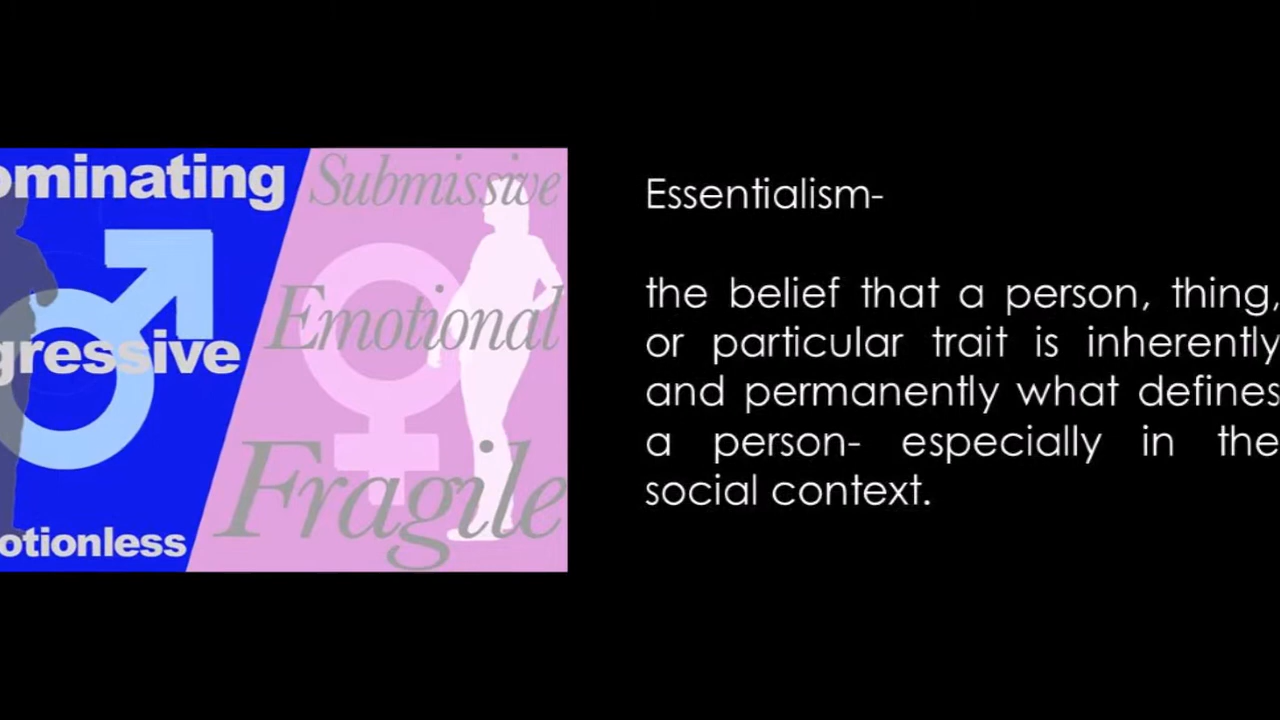 ominating
gressive
otionless
Submissive
Emotional
Fragile
Essentialism-
the belief that a person, thing,
or particular trait is inherently
and permanently what defines
a person- especially in the
social context.